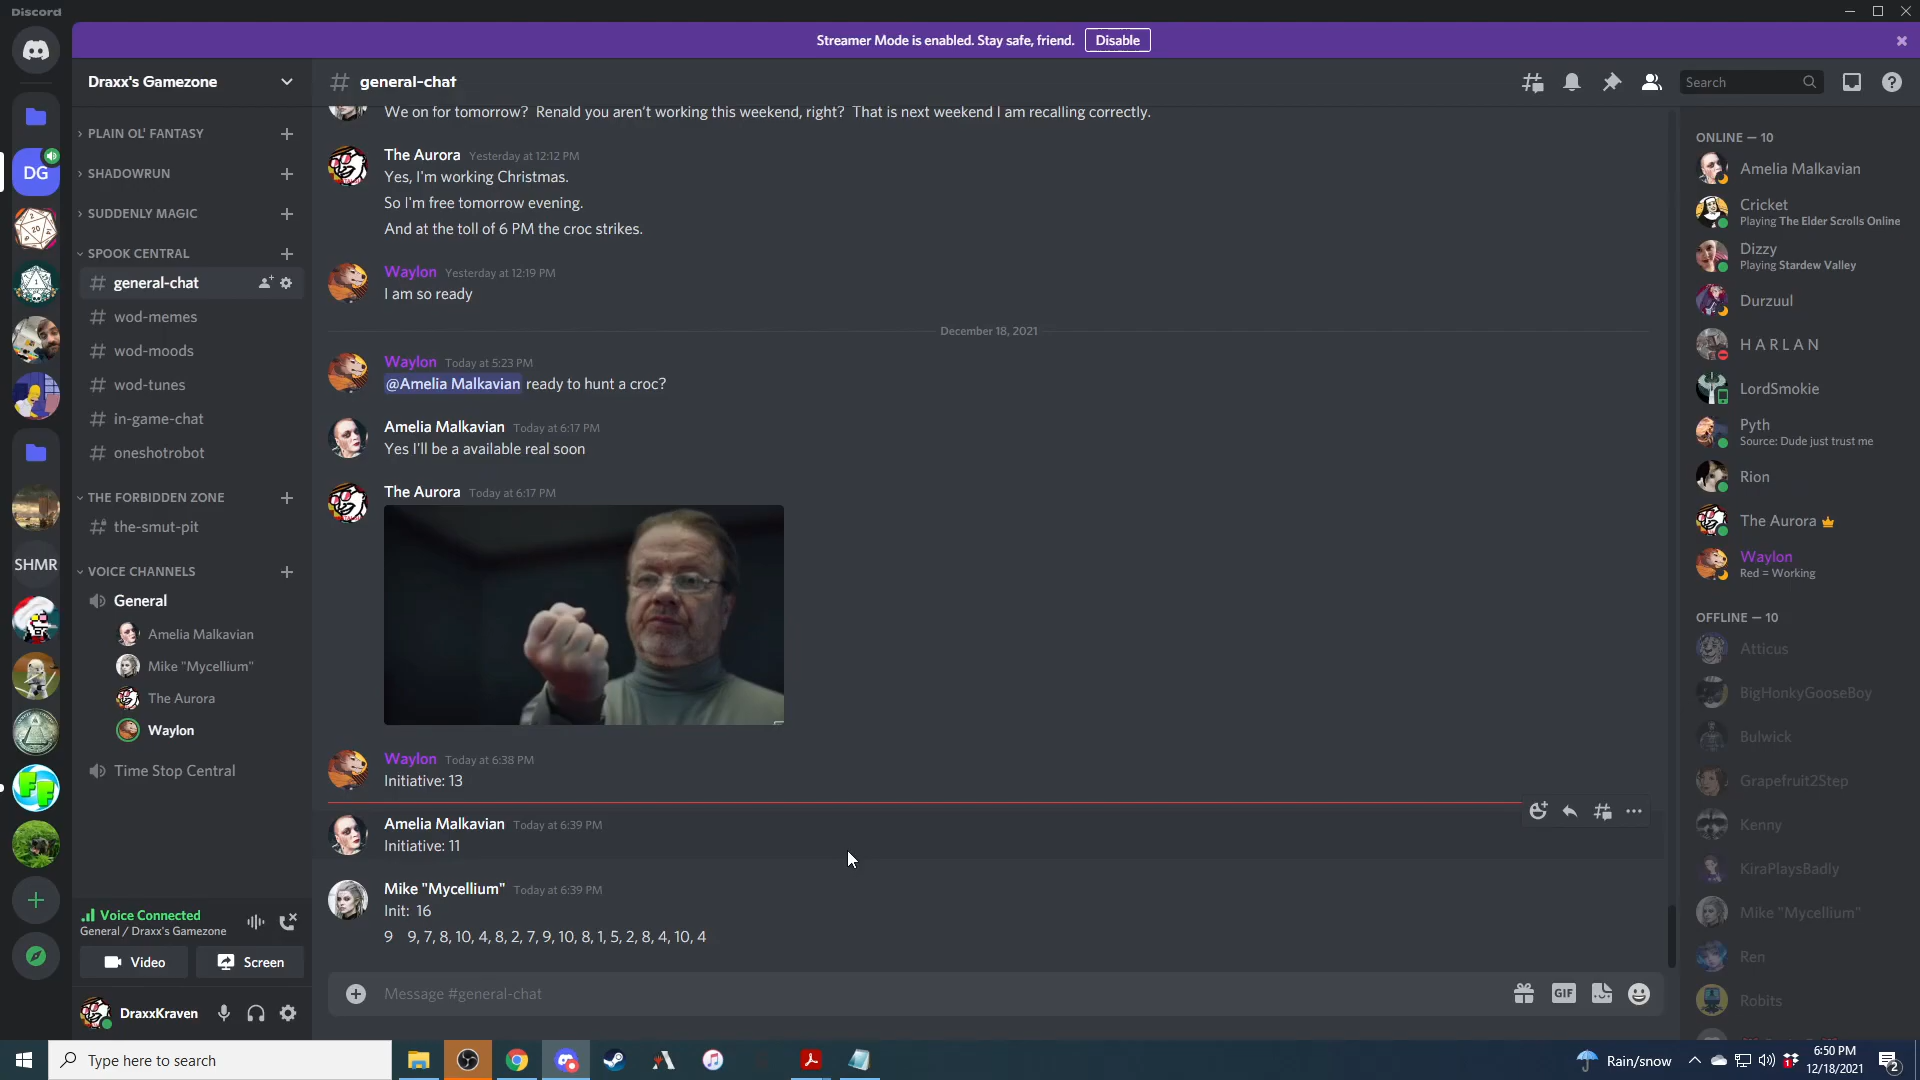 Discord
Streamer Mode is enabled. Stay safe, friend.
Disable
Draxx's Gamezone
PLAIN OL' FANTASY
SHADOWRUN
SUDDENLY MAGIC
SPOOK CENTRAL
general-chat
wod-memes
wod-moods
wod-tunes
in-game-chat
oneshotrobot
THE FORBIDDEN ZONE
the-smut-pit
VOICE CHANNELS
General
Amelia Malkavian
Mike "Mycellium"
The Aurora
Waylon
Time Stop Central
Voice Connected
General / Draxx's Gamezone
Video
Screen
DraxxKraven
DG
SHMR
general-chat
Search
We on for tomorrow? Renald you aren't working this weekend, right? That is next weekend I am recalling correctly.
The Aurora Yesterday at 12:12 PM
Yes, I'm working Christmas.
So I'm free tomorrow evening.
And at the toll of 6 PM the croc strikes.
Waylon Yesterday at 12:19 PM
I am so ready
December 18, 2021
Waylon Today at 5:23 PM
@Amelia Malkavian ready to hunt a croc?
Amelia Malkavian Today at 6:17 PM
Yes I'll be a available real soon
The Aurora Today at 6:17 PM
Waylon Today at 6:38 PM
Initiative: 13
Amelia Malkavian Today at 6:39 PM
Initiative: 11
Mike "Mycellium" Today at 6:39 PM
Init: 16
9 9, 7, 8, 10, 4, 8, 2, 7, 9, 10, 8, 1, 5, 2, 8, 4, 10, 4
Message #general-chat
GIF
ONLINE — 10
Amelia Malkavian
Cricket
Playing The Elder Scrolls Online
Dizzy
Playing Stardew Valley
Durzuul
H A R L A N
LordSmokie
Pyth
Source: Dude just trust me
Rion
The Aurora
Waylon
Red = Working
OFFLINE — 10
Atticus
BigHonkyGooseBoy
Bulwick
Grapefruit2Step
Kenny
KiraPlaysBadly
Mike "Mycellium"
Ren
Robits
Type here to search
Rain/snow
6:50 PM
12/18/2021
2